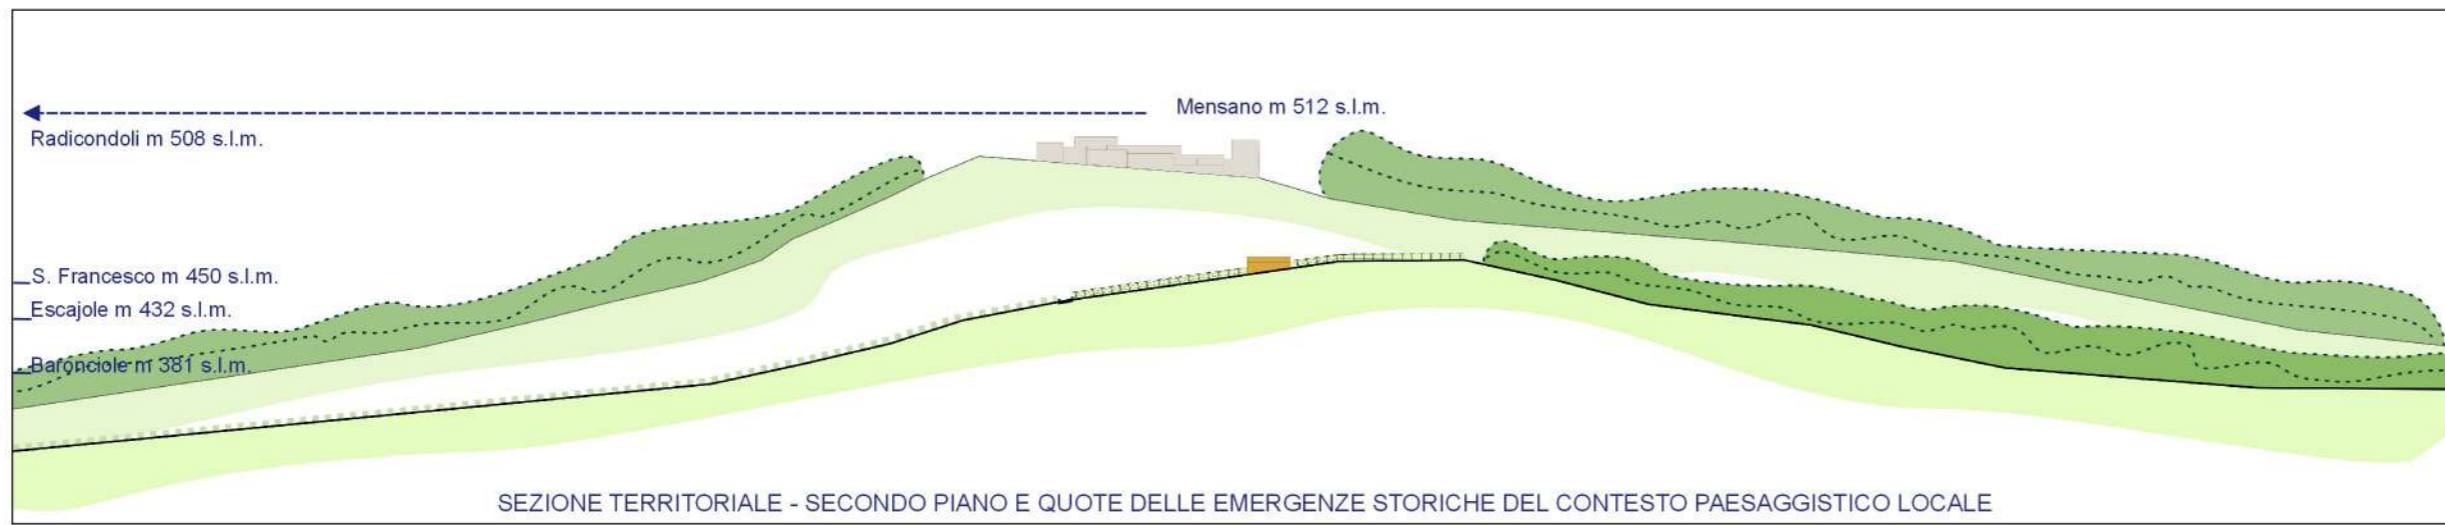 Mensano m 512 s.l.m.
Radicondoli m 508 s.l.m.
S. Francesco m 450 s.l.m.
Escajole m 432 s.l.m.
Baronciole m 381 s.l.m.
SEZIONE TERRITORIALE - SECONDO PIANO E QUOTE DELLE EMERGENZE STORICHE DEL CONTESTO PAESAGGISTICO LOCALE